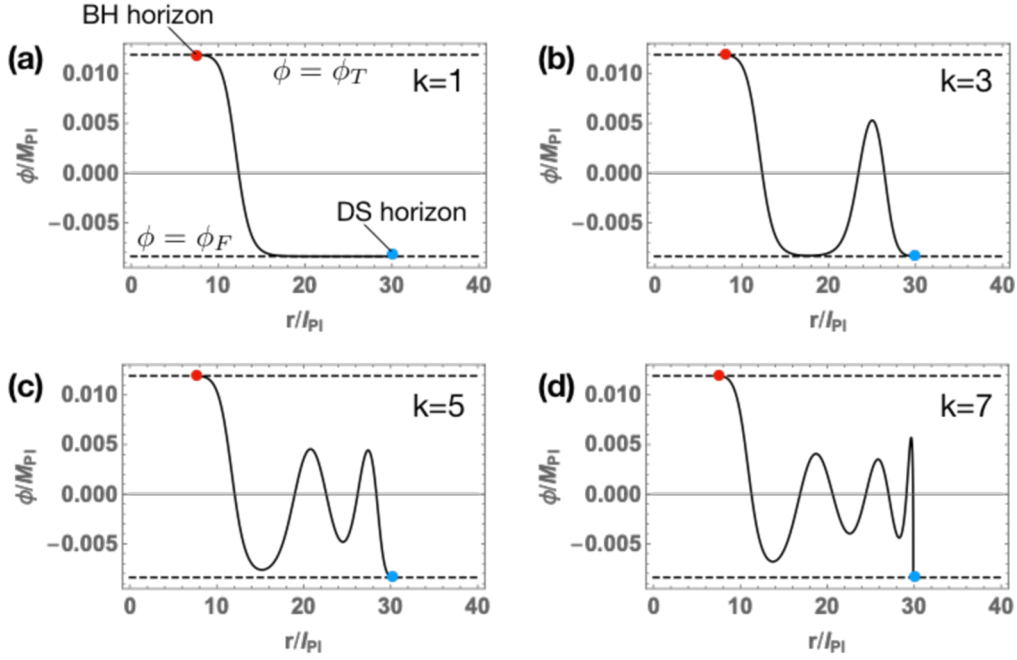 BH horizon
(a)
0.010
0.005
0.000
−0.005
ϕ/M_Pl
ϕ = ϕ_T
k=1
DS horizon
ϕ = ϕ_F
0 10 20 30 40
r/l_Pl
(b)
0.010
0.005
0.000
−0.005
ϕ/M_Pl
k=3
0 10 20 30 40
r/l_Pl
(c)
0.010
0.005
0.000
−0.005
ϕ/M_Pl
k=5
0 10 20 30 40
r/l_Pl
(d)
0.010
0.005
0.000
−0.005
ϕ/M_Pl
k=7
0 10 20 30 40
r/l_Pl